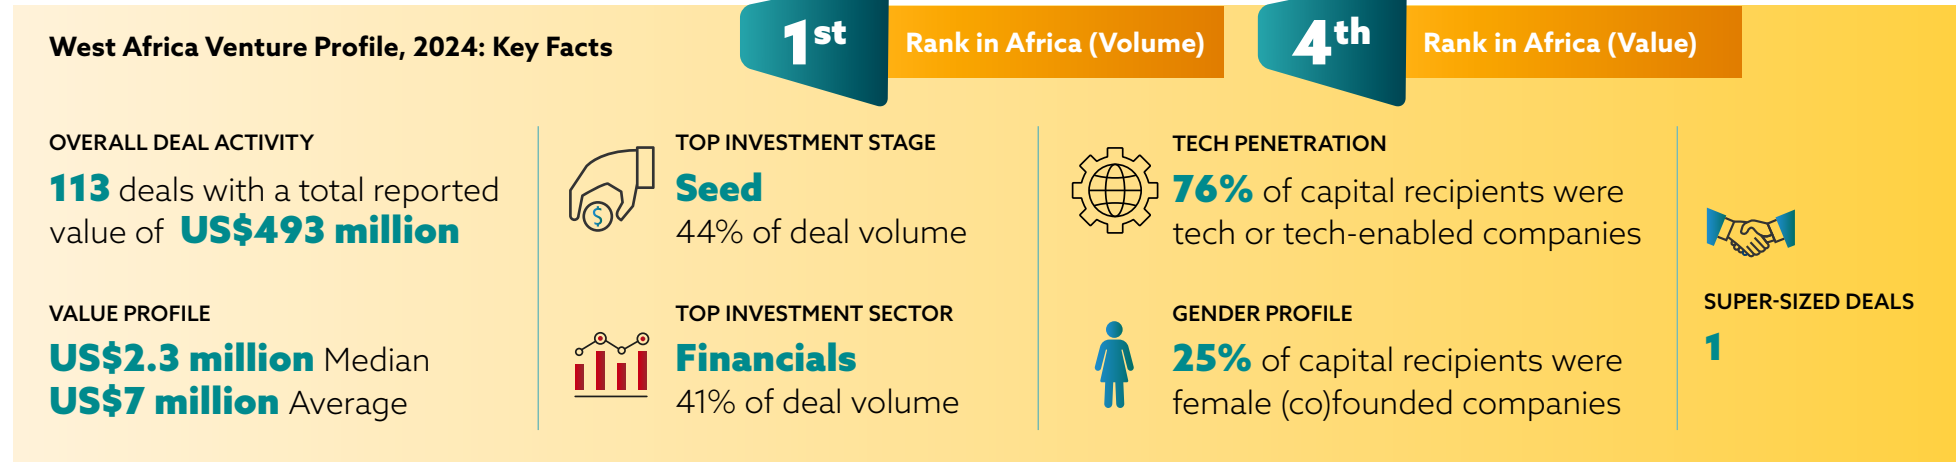 West Africa Venture Profile, 2024: Key Facts
1st
Rank in Africa (Volume)
4th
Rank in Africa (Value)
OVERALL DEAL ACTIVITY
113 deals with a total reported
value of US$493 million
VALUE PROFILE
US$2.3 million Median
US$7 million Average
TOP INVESTMENT STAGE
$
Seed
44% of deal volume
TOP INVESTMENT SECTOR
Financials
41% of deal volume
TECH PENETRATION
76% of capital recipients were
tech or tech-enabled companies
GENDER PROFILE
25% of capital recipients were
female (co)founded companies
SUPER-SIZED DEALS
1